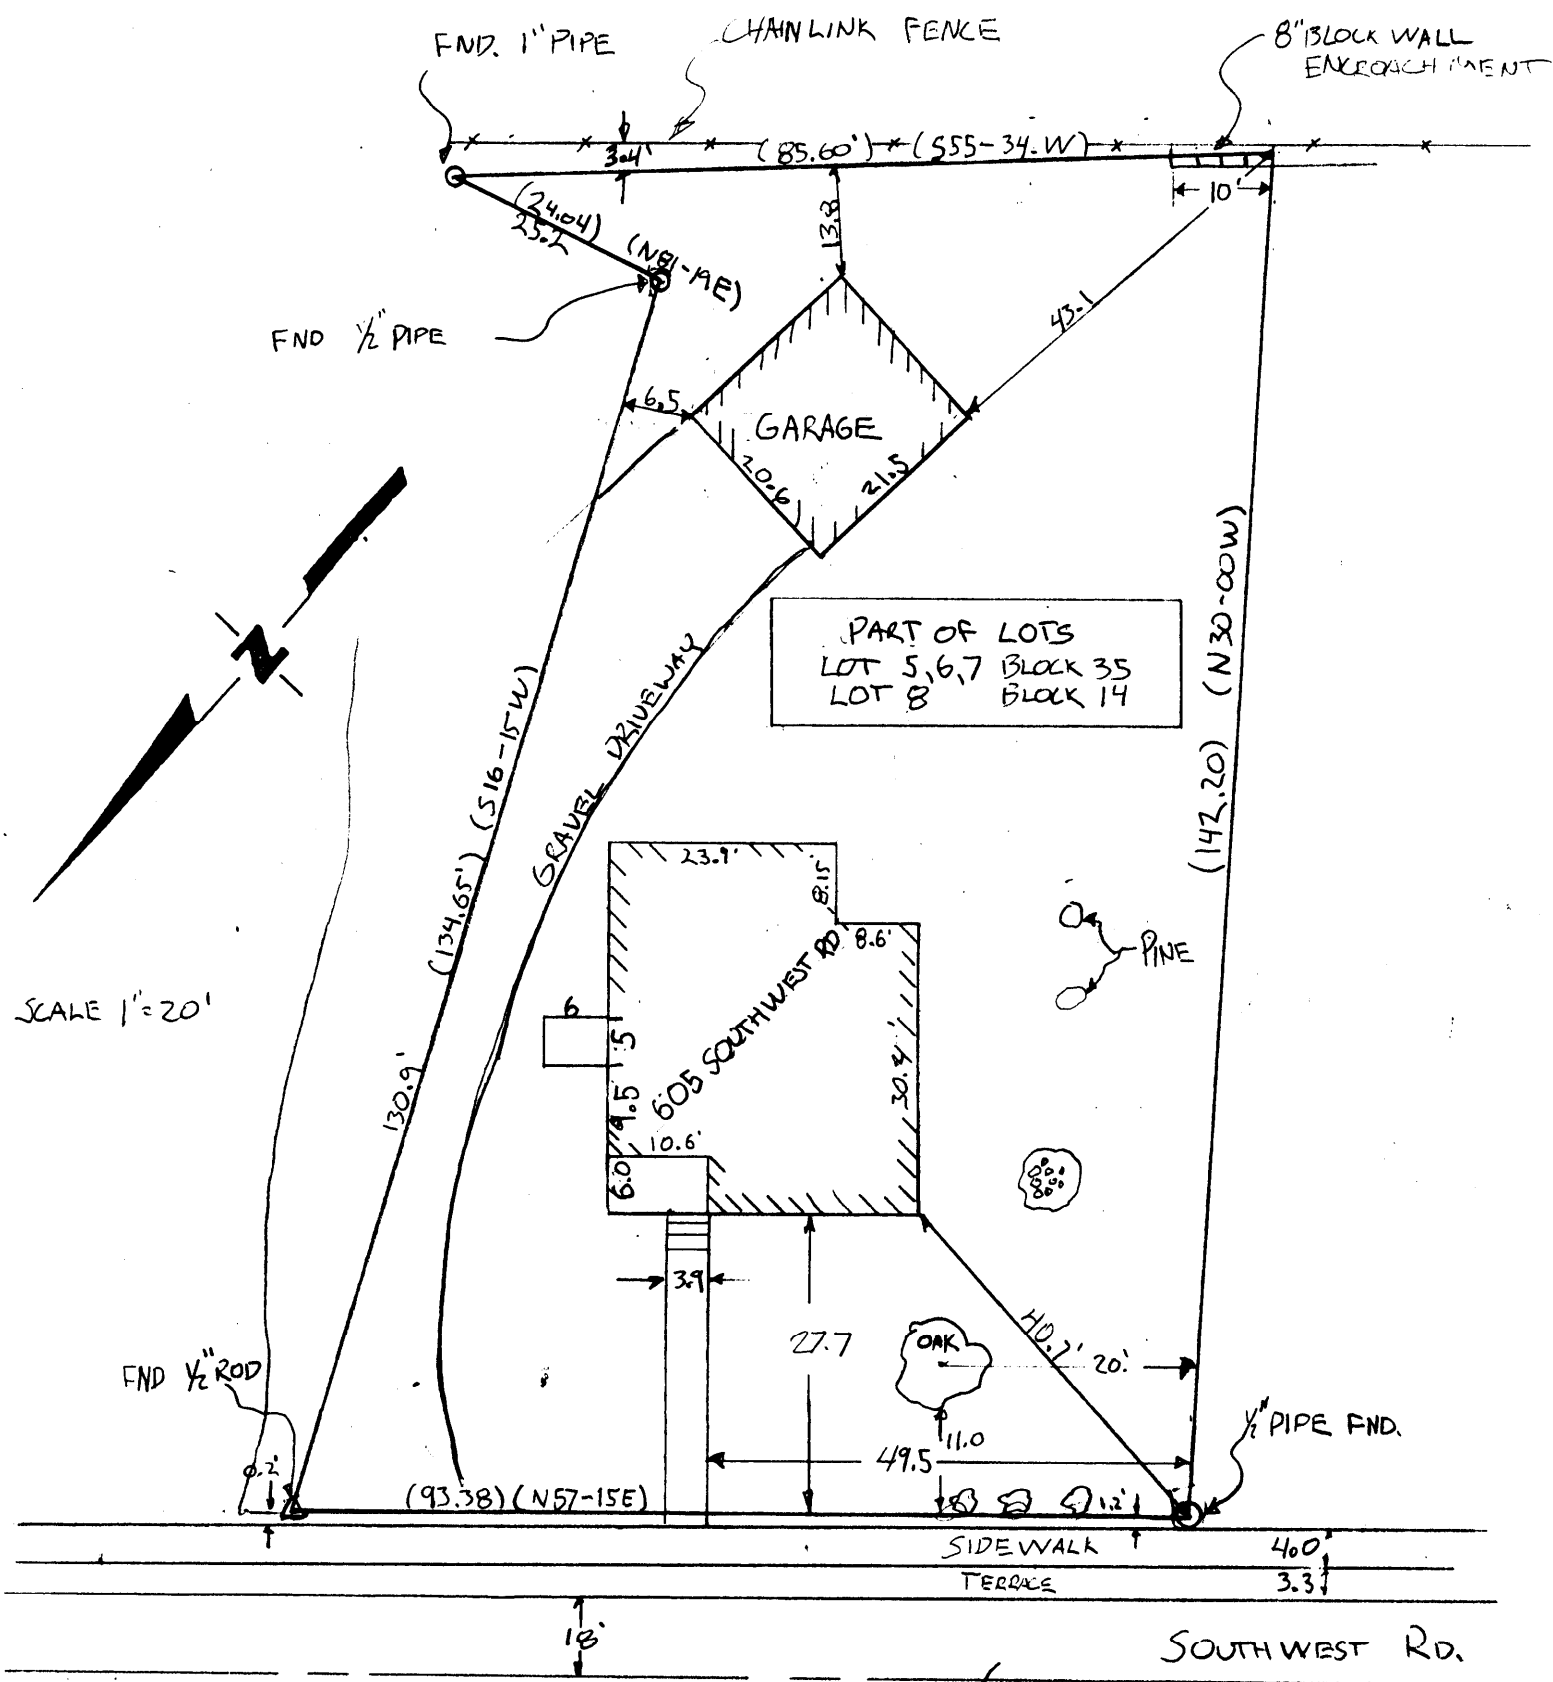 FND. 1" PIPE
CHAINLINK FENCE
8" BLOCK WALL
ENCROACHMENT
3.4'
(85.60') (S55-34-W)
10'
(24.04)
25.2
(N81-19E)
13.8
FND ½" PIPE
43.1
6.5
GARAGE
20.6
21.5
N
(N30-00W)
(142.20)
PART OF LOTS
LOT 5,6,7 BLOCK 35
LOT 8 BLOCK 14
(S16-15W)
(134.65')
130.9'
GRAVEL DRIVEWAY
23.9'
8.15
8.6'
PINE
SCALE 1"=20'
6
5
605 SOUTHWEST RD
30.4'
9.5
10.6'
6.0
3.9
27.7
OAK
40.7'
20'
FND ½" ROD
½" PIPE FND.
11.0
49.5
0.2'
(93.38) (N57-15E)
1.2'
SIDEWALK 4.0'
TERRACE 3.3
18'
SOUTHWEST RD.